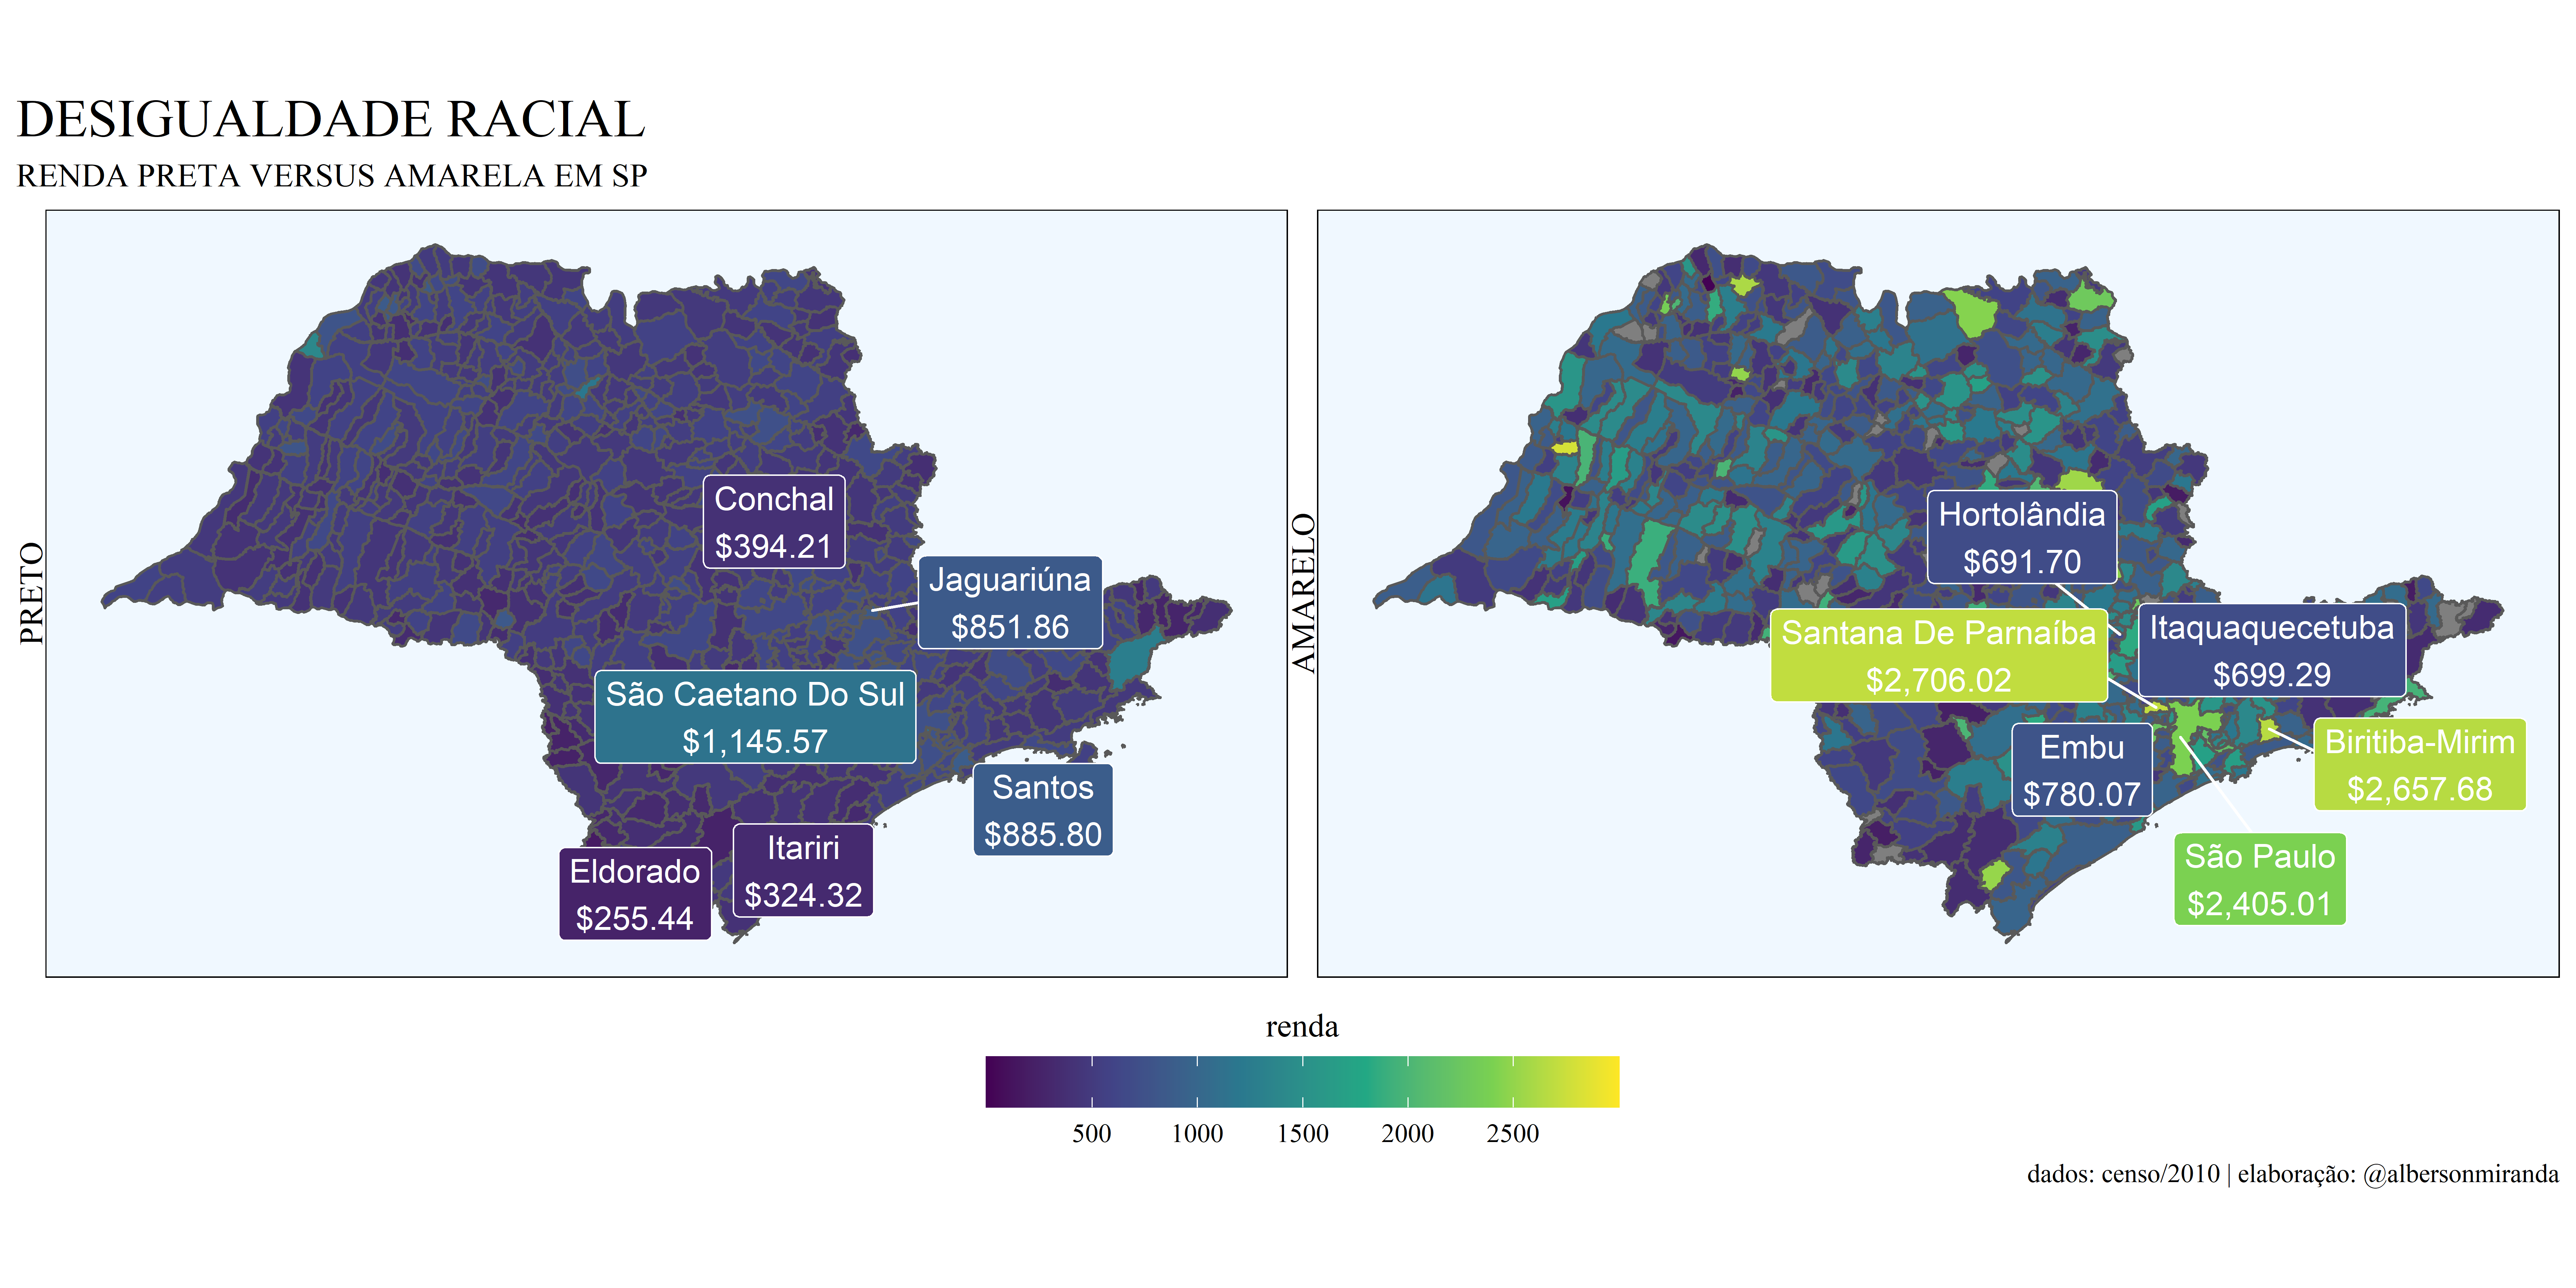 DESIGUALDADE RACIAL
RENDA PRETA VERSUS AMARELA EM SP
PRETO
Conchal
$394.21
Jaguariúna
$851.86
São Caetano Do Sul
$1,145.57
Santos
$885.80
Itariri
$324.32
Eldorado
$255.44
AMARELO
Hortolândia
$691.70
Santana De Parnaíba
$2,706.02
Itaquaquecetuba
$699.29
Embu
$780.07
Biritiba-Mirim
$2,657.68
São Paulo
$2,405.01
renda
500 1000 1500 2000 2500
dados: censo/2010 | elaboração: @albersonmiranda